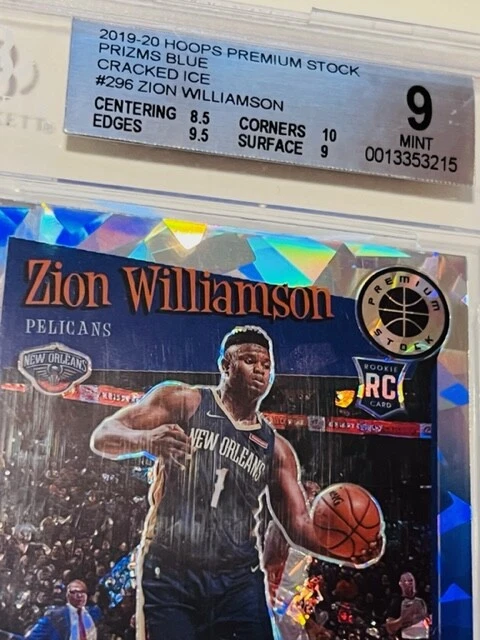 2019-20 HOOPS PREMIUM STOCK
PRIZMS BLUE
CRACKED ICE
#296 ZION WILLIAMSON
CENTERING 8.5 CORNERS 10
EDGES 9.5 SURFACE 9
9
MINT
0013353215
Zion Williamson
PELICANS
NEW ORLEANS
PREMIUM
STOCK
ROOKIE
RC
CARD
NEW ORLEANS
1